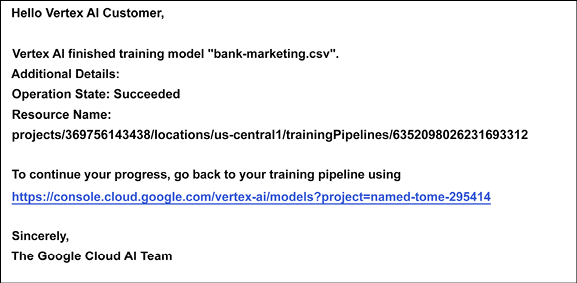 Hello Vertex AI Customer,
Vertex AI finished training model "bank-marketing.csv".
Additional Details:
Operation State: Succeeded
Resource Name:
projects/369756143438/locations/us-central1/trainingPipelines/6352098026231693312
To continue your progress, go back to your training pipeline using
https://console.cloud.google.com/vertex-ai/models?project=named-tome-295414
Sincerely,
The Google Cloud AI Team